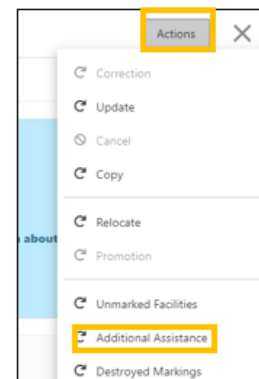 Actions
Correction
Update
Cancel
Copy
about
Relocate
Promotion
Unmarked Facilities
Additional Assistance
Destroyed Markings